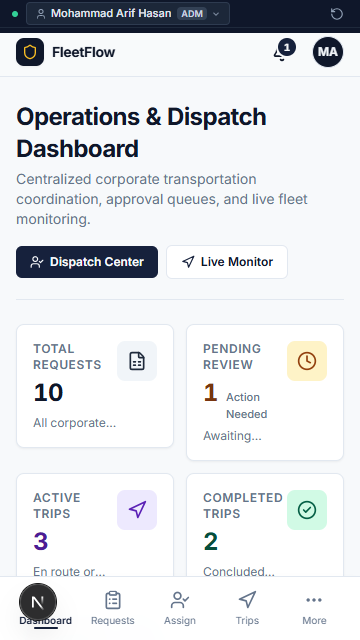 Mohammad Arif Hasan ADM
FleetFlow
1
MA
Operations & Dispatch
Dashboard
Centralized corporate transportation
coordination, approval queues, and live fleet
monitoring.
Dispatch Center
Live Monitor
TOTAL
REQUESTS
10
All corporate...
PENDING
REVIEW
1 Action
Needed
Awaiting...
ACTIVE
TRIPS
3
En route or...
COMPLETED
TRIPS
0
Concluded...
N
Dashboard
Requests
Assign
Trips
More